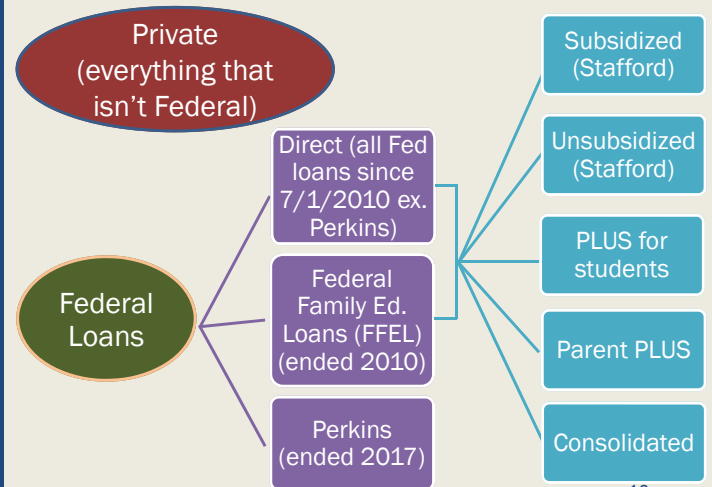 Private
(everything that
isn't Federal)
Federal
Loans
Direct (all Fed
loans since
7/1/2010 ex.
Perkins)
Federal
Family Ed.
Loans (FFEL)
(ended 2010)
Perkins
(ended 2017)
Subsidized
(Stafford)
Unsubsidized
(Stafford)
PLUS for
students
Parent PLUS
Consolidated